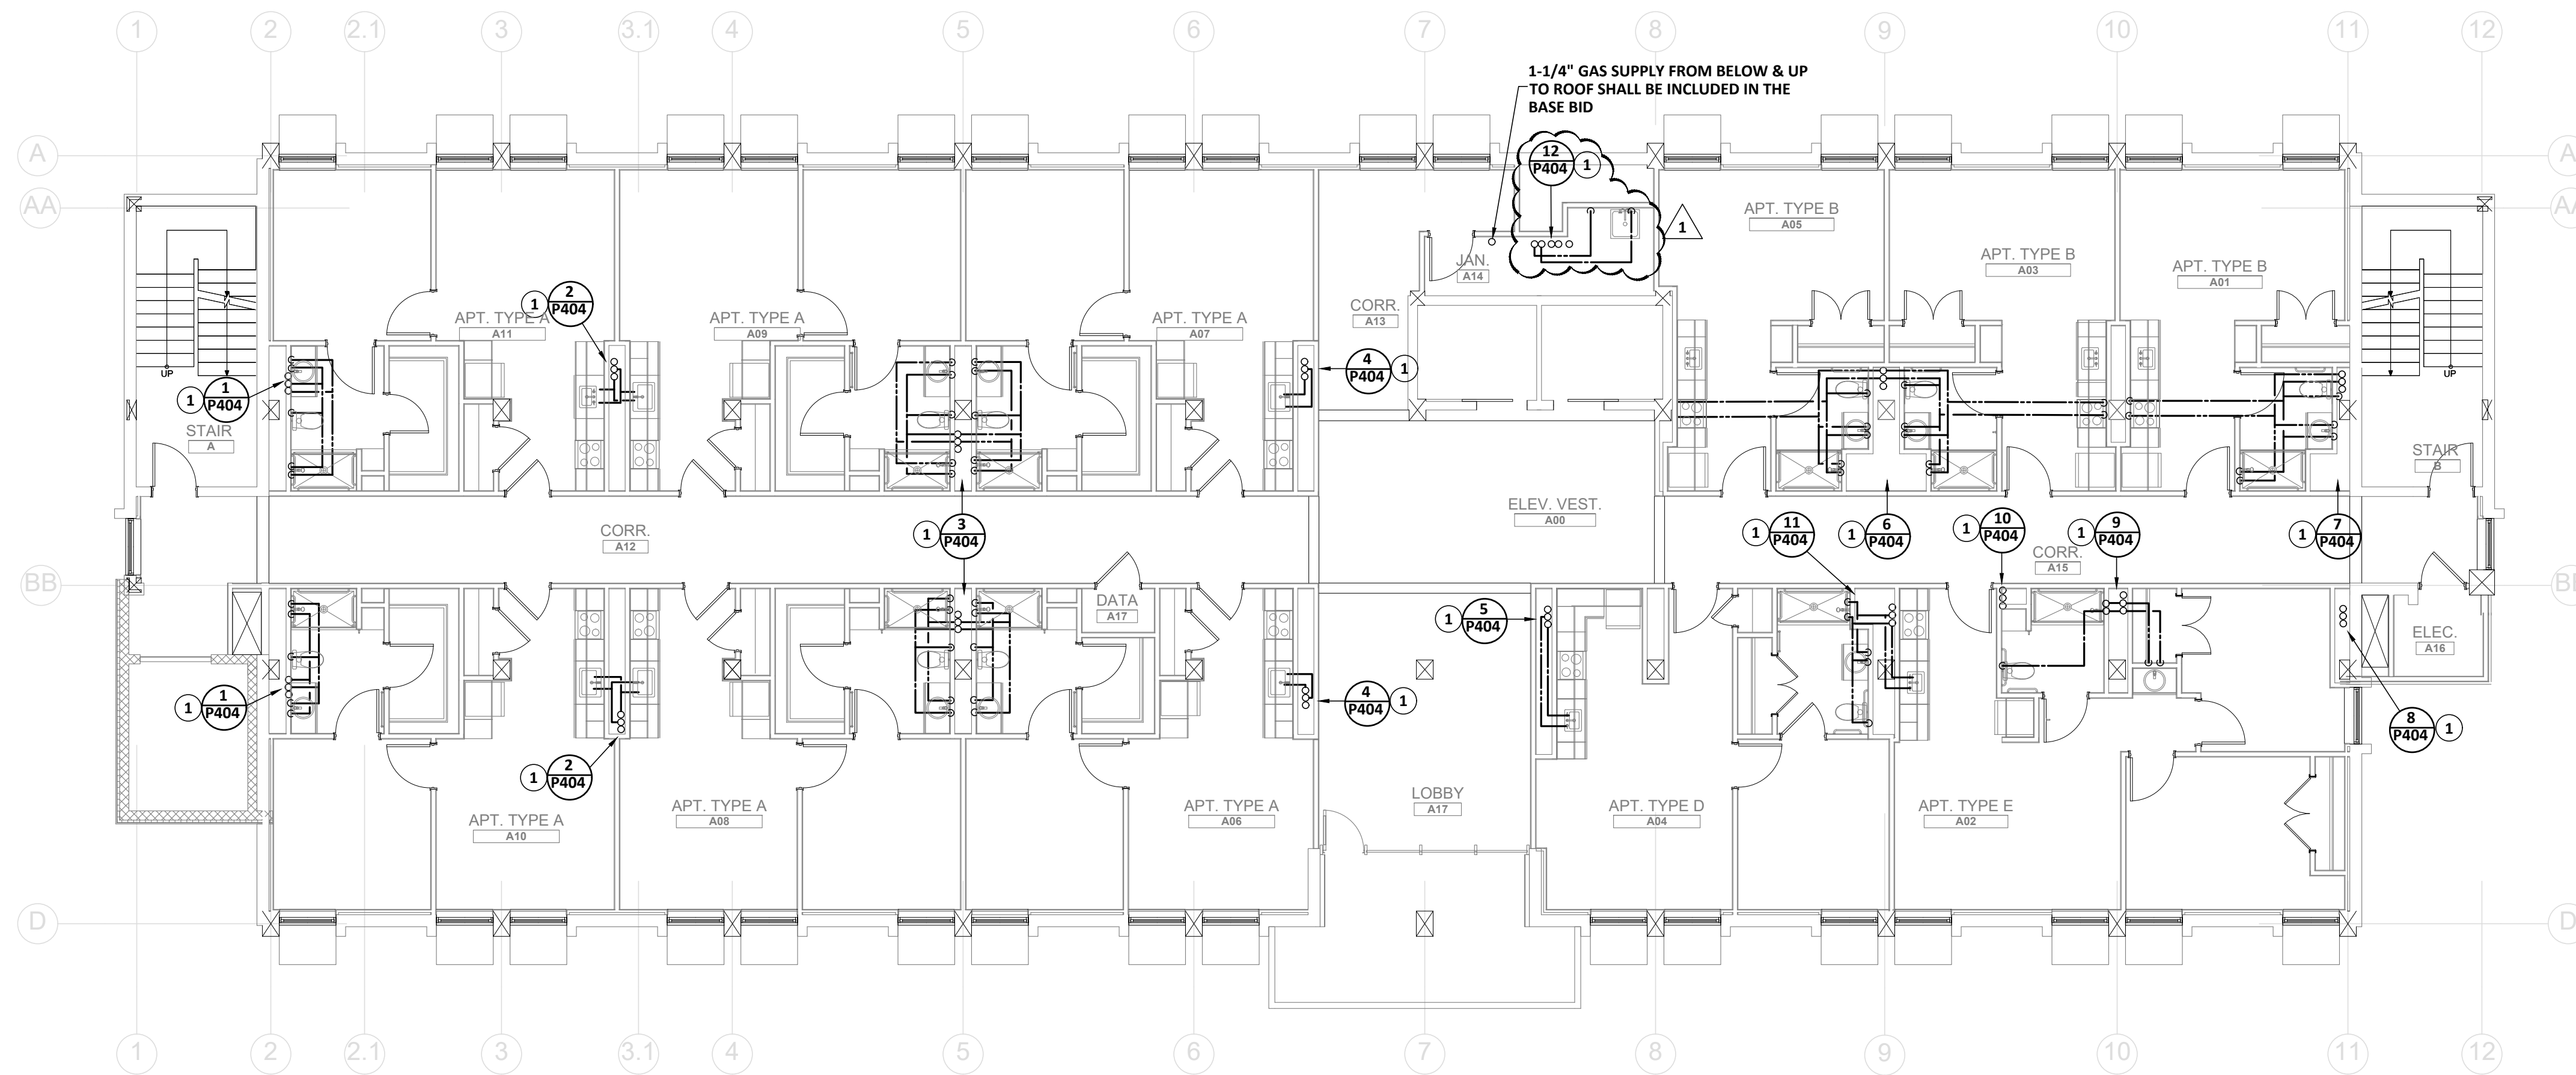 1 2 2.1 3 3.1 4 5 6 7 8 9 10 11 12
1-1/4" GAS SUPPLY FROM BELOW & UP
TO ROOF SHALL BE INCLUDED IN THE
BASE BID
A
A
12
P404
1
AA
AA
1
APT. TYPE B
A05
APT. TYPE B
A03
APT. TYPE B
A01
JAN.
A14
2
P404
1
APT. TYPE A
A11
APT. TYPE A
A09
APT. TYPE A
A07
CORR.
A13
UP
UP
1
P404
1
4
P404
1
STAIR
A
STAIR
B
3
P404
1
CORR.
A12
ELEV. VEST.
A00
11
P404
1
6
P404
1
10
P404
1
9
P404
1
7
P404
1
CORR.
A15
BB
BB
DATA
A17
5
P404
1
ELEC.
A16
1
P404
1
4
P404
1
8
P404
1
2
P404
1
APT. TYPE A
A10
APT. TYPE A
A08
APT. TYPE A
A06
LOBBY
A17
APT. TYPE D
A04
APT. TYPE E
A02
D
D
1 2 2.1 3 3.1 4 5 6 7 8 9 10 11 12